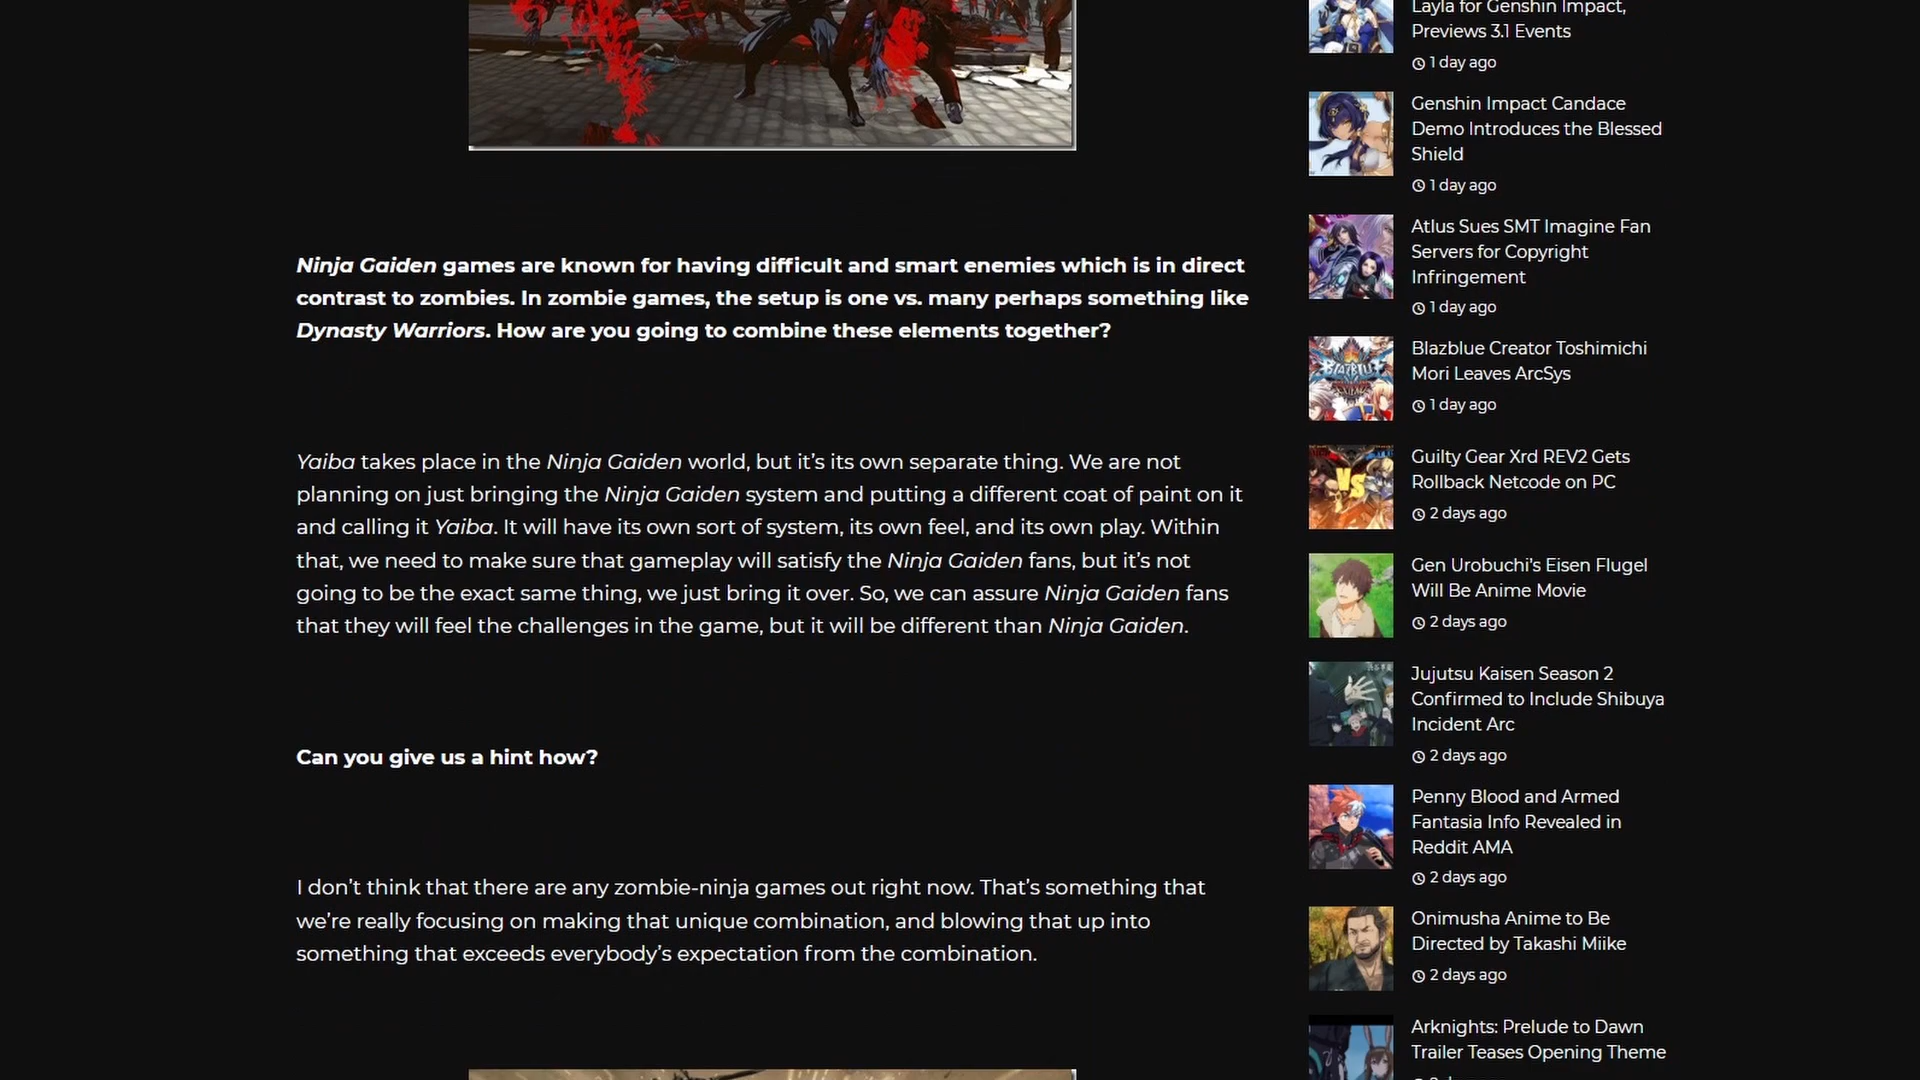 Ninja Gaiden games are known for having difficult and smart enemies which is in direct
contrast to zombies. In zombie games, the setup is one vs. many perhaps something like
Dynasty Warriors. How are you going to combine these elements together?
Yaiba takes place in the Ninja Gaiden world, but it’s its own separate thing. We are not
planning on just bringing the Ninja Gaiden system and putting a different coat of paint on it
and calling it Yaiba. It will have its own sort of system, its own feel, and its own play. Within
that, we need to make sure that gameplay will satisfy the Ninja Gaiden fans, but it’s not
going to be the exact same thing, we just bring it over. So, we can assure Ninja Gaiden fans
that they will feel the challenges in the game, but it will be different than Ninja Gaiden.
Can you give us a hint how?
I don’t think that there are any zombie-ninja games out right now. That’s something that
we’re really focusing on making that unique combination, and blowing that up into
something that exceeds everybody’s expectation from the combination.
Layla for Genshin Impact,
Previews 3.1 Events
1 day ago
Genshin Impact Candace
Demo Introduces the Blessed
Shield
1 day ago
Atlus Sues SMT Imagine Fan
Servers for Copyright
Infringement
1 day ago
Blazblue Creator Toshimichi
Mori Leaves ArcSys
1 day ago
Guilty Gear Xrd REV2 Gets
Rollback Netcode on PC
2 days ago
Gen Urobuchi’s Eisen Flugel
Will Be Anime Movie
2 days ago
Jujutsu Kaisen Season 2
Confirmed to Include Shibuya
Incident Arc
2 days ago
Penny Blood and Armed
Fantasia Info Revealed in
Reddit AMA
2 days ago
Onimusha Anime to Be
Directed by Takashi Miike
2 days ago
Arknights: Prelude to Dawn
Trailer Teases Opening Theme
BLAZBLUE
VS